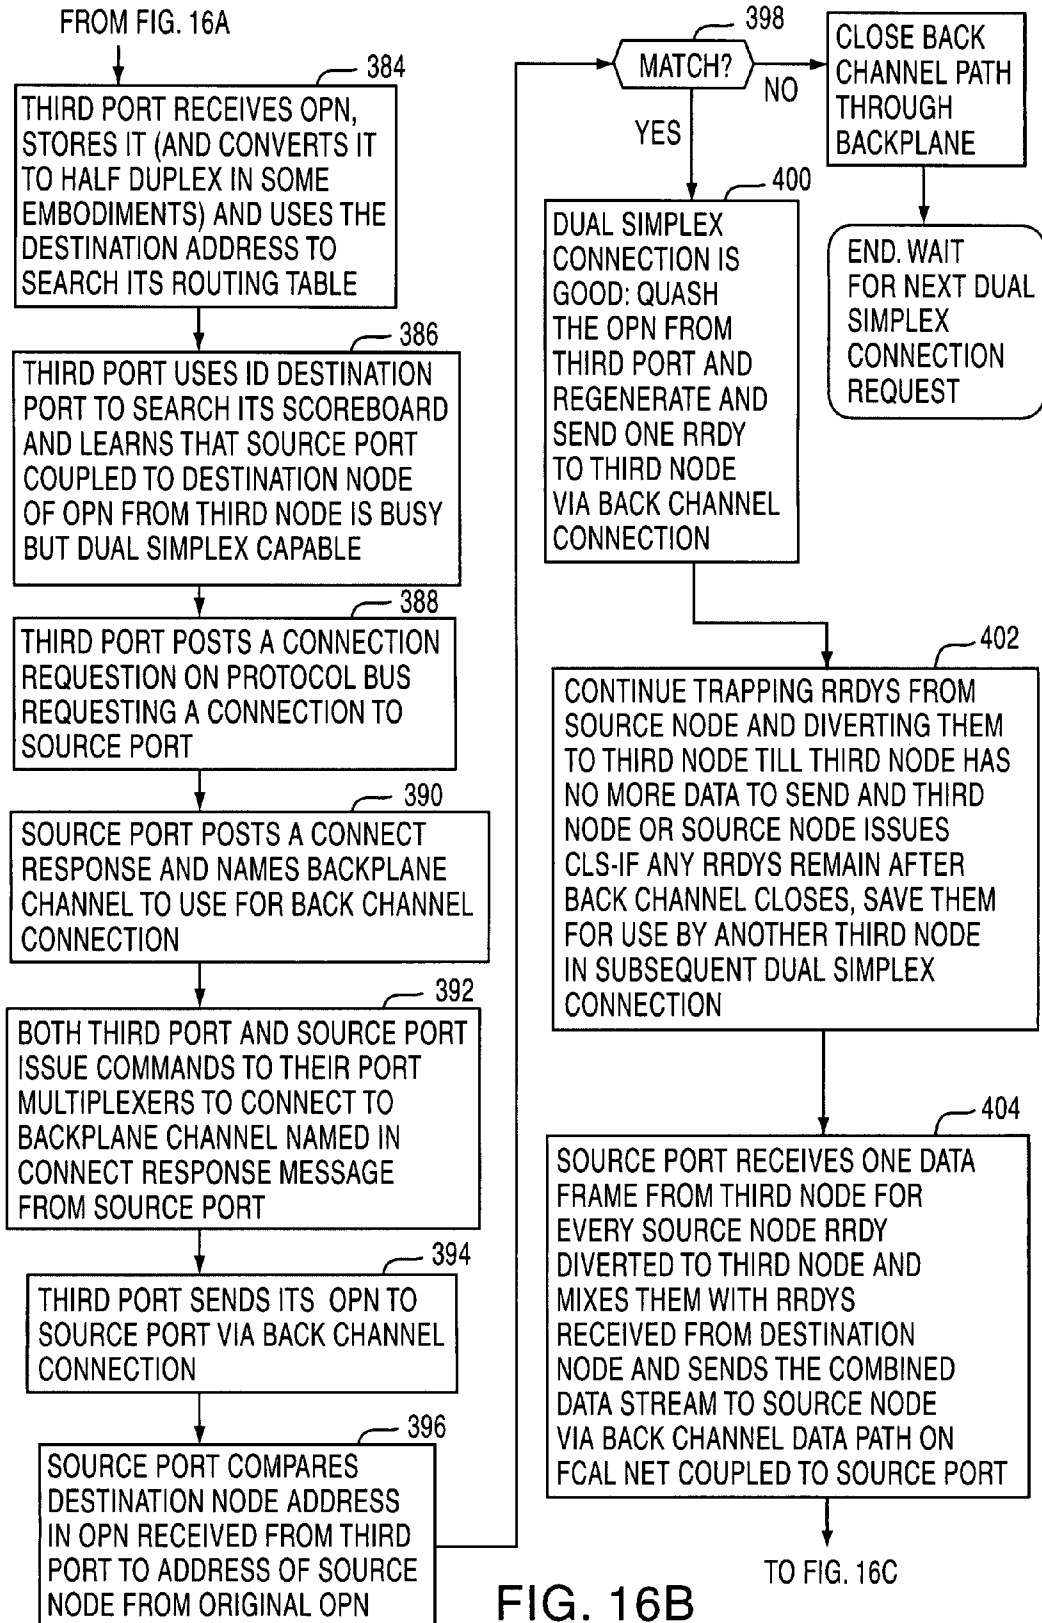 FROM FIG. 16A
384
THIRD PORT RECEIVES OPN,
STORES IT (AND CONVERTS IT
TO HALF DUPLEX IN SOME
EMBODIMENTS) AND USES THE
DESTINATION ADDRESS TO
SEARCH ITS ROUTING TABLE
386
THIRD PORT USES ID DESTINATION
PORT TO SEARCH ITS SCOREBOARD
AND LEARNS THAT SOURCE PORT
COUPLED TO DESTINATION NODE
OF OPN FROM THIRD NODE IS BUSY
BUT DUAL SIMPLEX CAPABLE
388
THIRD PORT POSTS A CONNECTION
REQUESTION ON PROTOCOL BUS
REQUESTING A CONNECTION TO
SOURCE PORT
390
SOURCE PORT POSTS A CONNECT
RESPONSE AND NAMES BACKPLANE
CHANNEL TO USE FOR BACK CHANNEL
CONNECTION
392
BOTH THIRD PORT AND SOURCE PORT
ISSUE COMMANDS TO THEIR PORT
MULTIPLEXERS TO CONNECT TO
BACKPLANE CHANNEL NAMED IN
CONNECT RESPONSE MESSAGE
FROM SOURCE PORT
394
THIRD PORT SENDS ITS OPN TO
SOURCE PORT VIA BACK CHANNEL
CONNECTION
396
SOURCE PORT COMPARES
DESTINATION NODE ADDRESS
IN OPN RECEIVED FROM THIRD
PORT TO ADDRESS OF SOURCE
NODE FROM ORIGINAL OPN
398
MATCH?
NO
YES
CLOSE BACK
CHANNEL PATH
THROUGH
BACKPLANE
END. WAIT
FOR NEXT DUAL
SIMPLEX
CONNECTION
REQUEST
400
DUAL SIMPLEX
CONNECTION IS
GOOD: QUASH
THE OPN FROM
THIRD PORT AND
REGENERATE AND
SEND ONE RRDY
TO THIRD NODE
VIA BACK CHANNEL
CONNECTION
402
CONTINUE TRAPPING RRDYS FROM
SOURCE NODE AND DIVERTING THEM
TO THIRD NODE TILL THIRD NODE HAS
NO MORE DATA TO SEND AND THIRD
NODE OR SOURCE NODE ISSUES
CLS-IF ANY RRDYS REMAIN AFTER
BACK CHANNEL CLOSES, SAVE THEM
FOR USE BY ANOTHER THIRD NODE
IN SUBSEQUENT DUAL SIMPLEX
CONNECTION
404
SOURCE PORT RECEIVES ONE DATA
FRAME FROM THIRD NODE FOR
EVERY SOURCE NODE RRDY
DIVERTED TO THIRD NODE AND
MIXES THEM WITH RRDYS
RECEIVED FROM DESTINATION
NODE AND SENDS THE COMBINED
DATA STREAM TO SOURCE NODE
VIA BACK CHANNEL DATA PATH ON
FCAL NET COUPLED TO SOURCE PORT
TO FIG. 16C
FIG. 16B